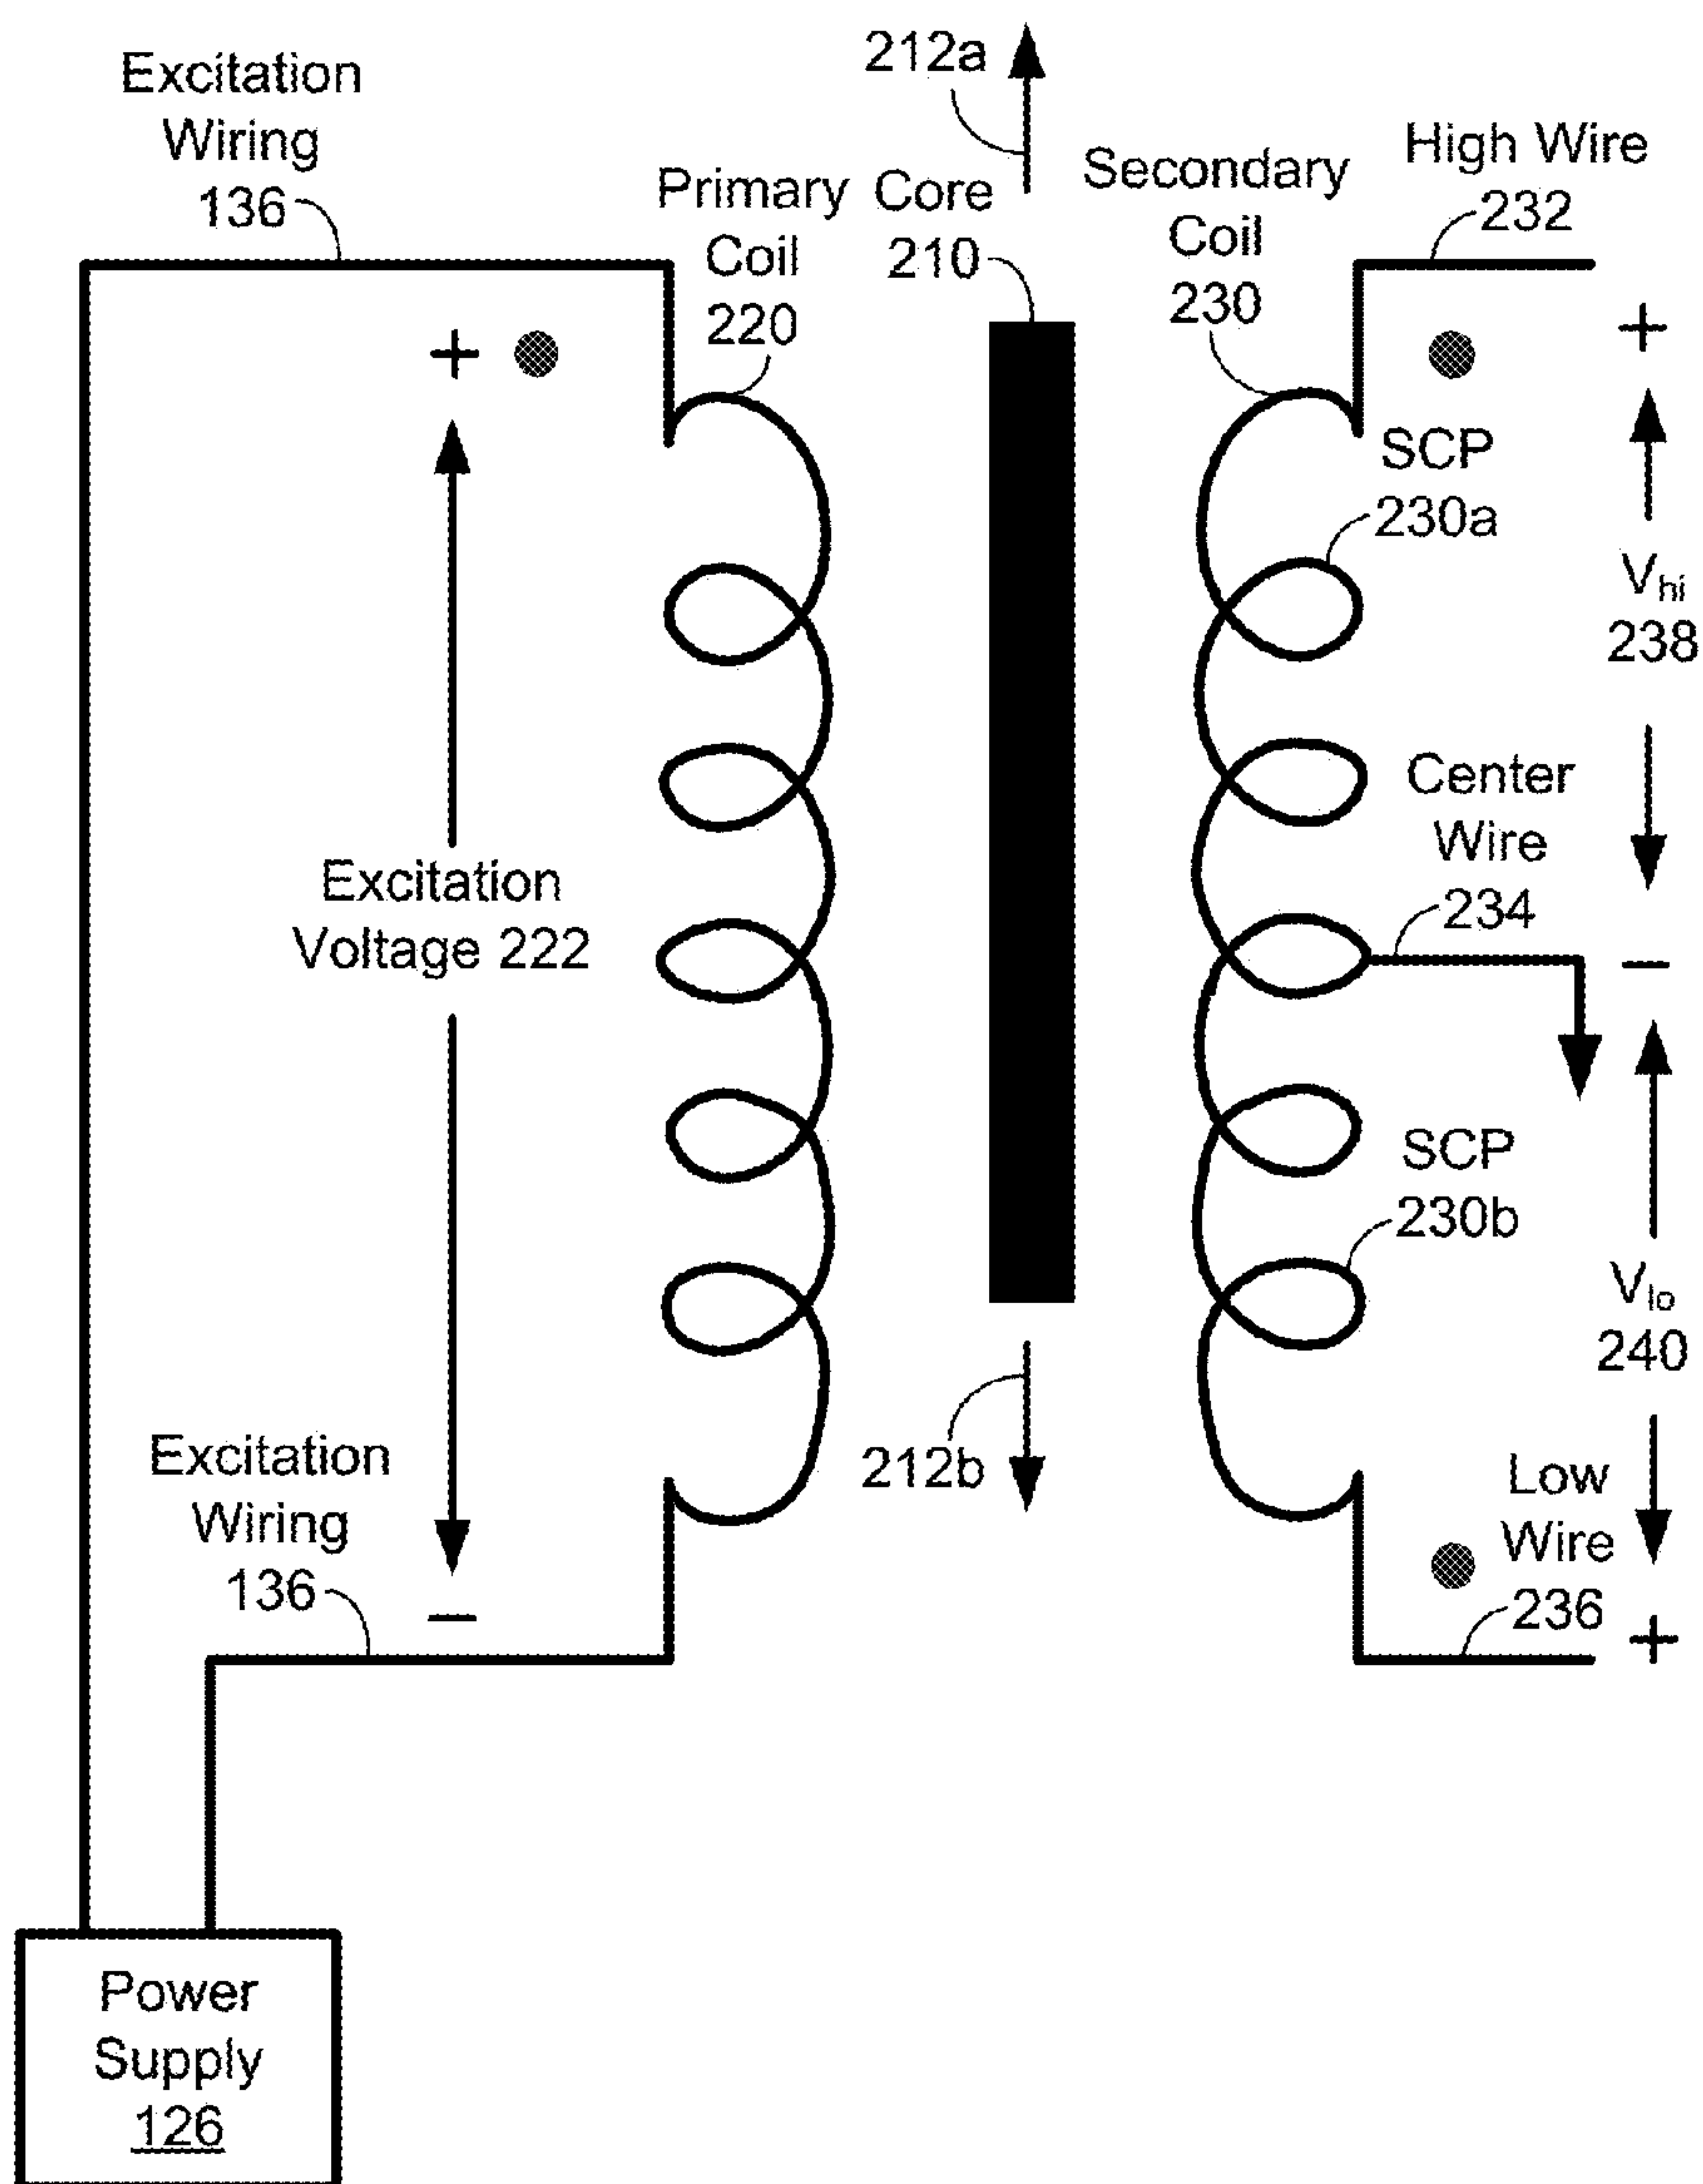 Excitation
Wiring
136
212a
Primary
Coil
220
Core
210
Secondary
Coil
230
High Wire
232
+
+
SCP
230a
Vhi
238
Excitation
Voltage 222
Center
Wire
234
−
SCP
230b
Vlo
240
Excitation
Wiring
136
−
212b
Low
Wire
236
+
Power
Supply
126